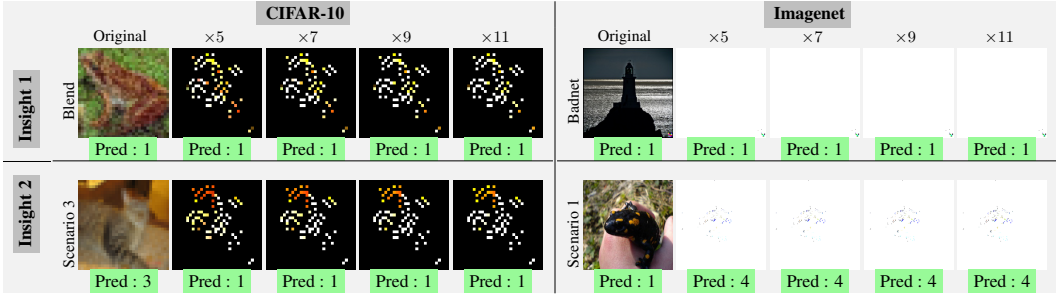 CIFAR-10 Imagenet
Original ×5 ×7 ×9 ×11 Original ×5 ×7 ×9 ×11
Insight 1
Blend
Badnet
Pred : 1 Pred : 1 Pred : 1 Pred : 1 Pred : 1 Pred : 1 Pred : 1 Pred : 1 Pred : 1 Pred : 1
Insight 2
Scenario 3
Scenario 1
Pred : 3 Pred : 1 Pred : 1 Pred : 1 Pred : 1 Pred : 1 Pred : 4 Pred : 4 Pred : 4 Pred : 4